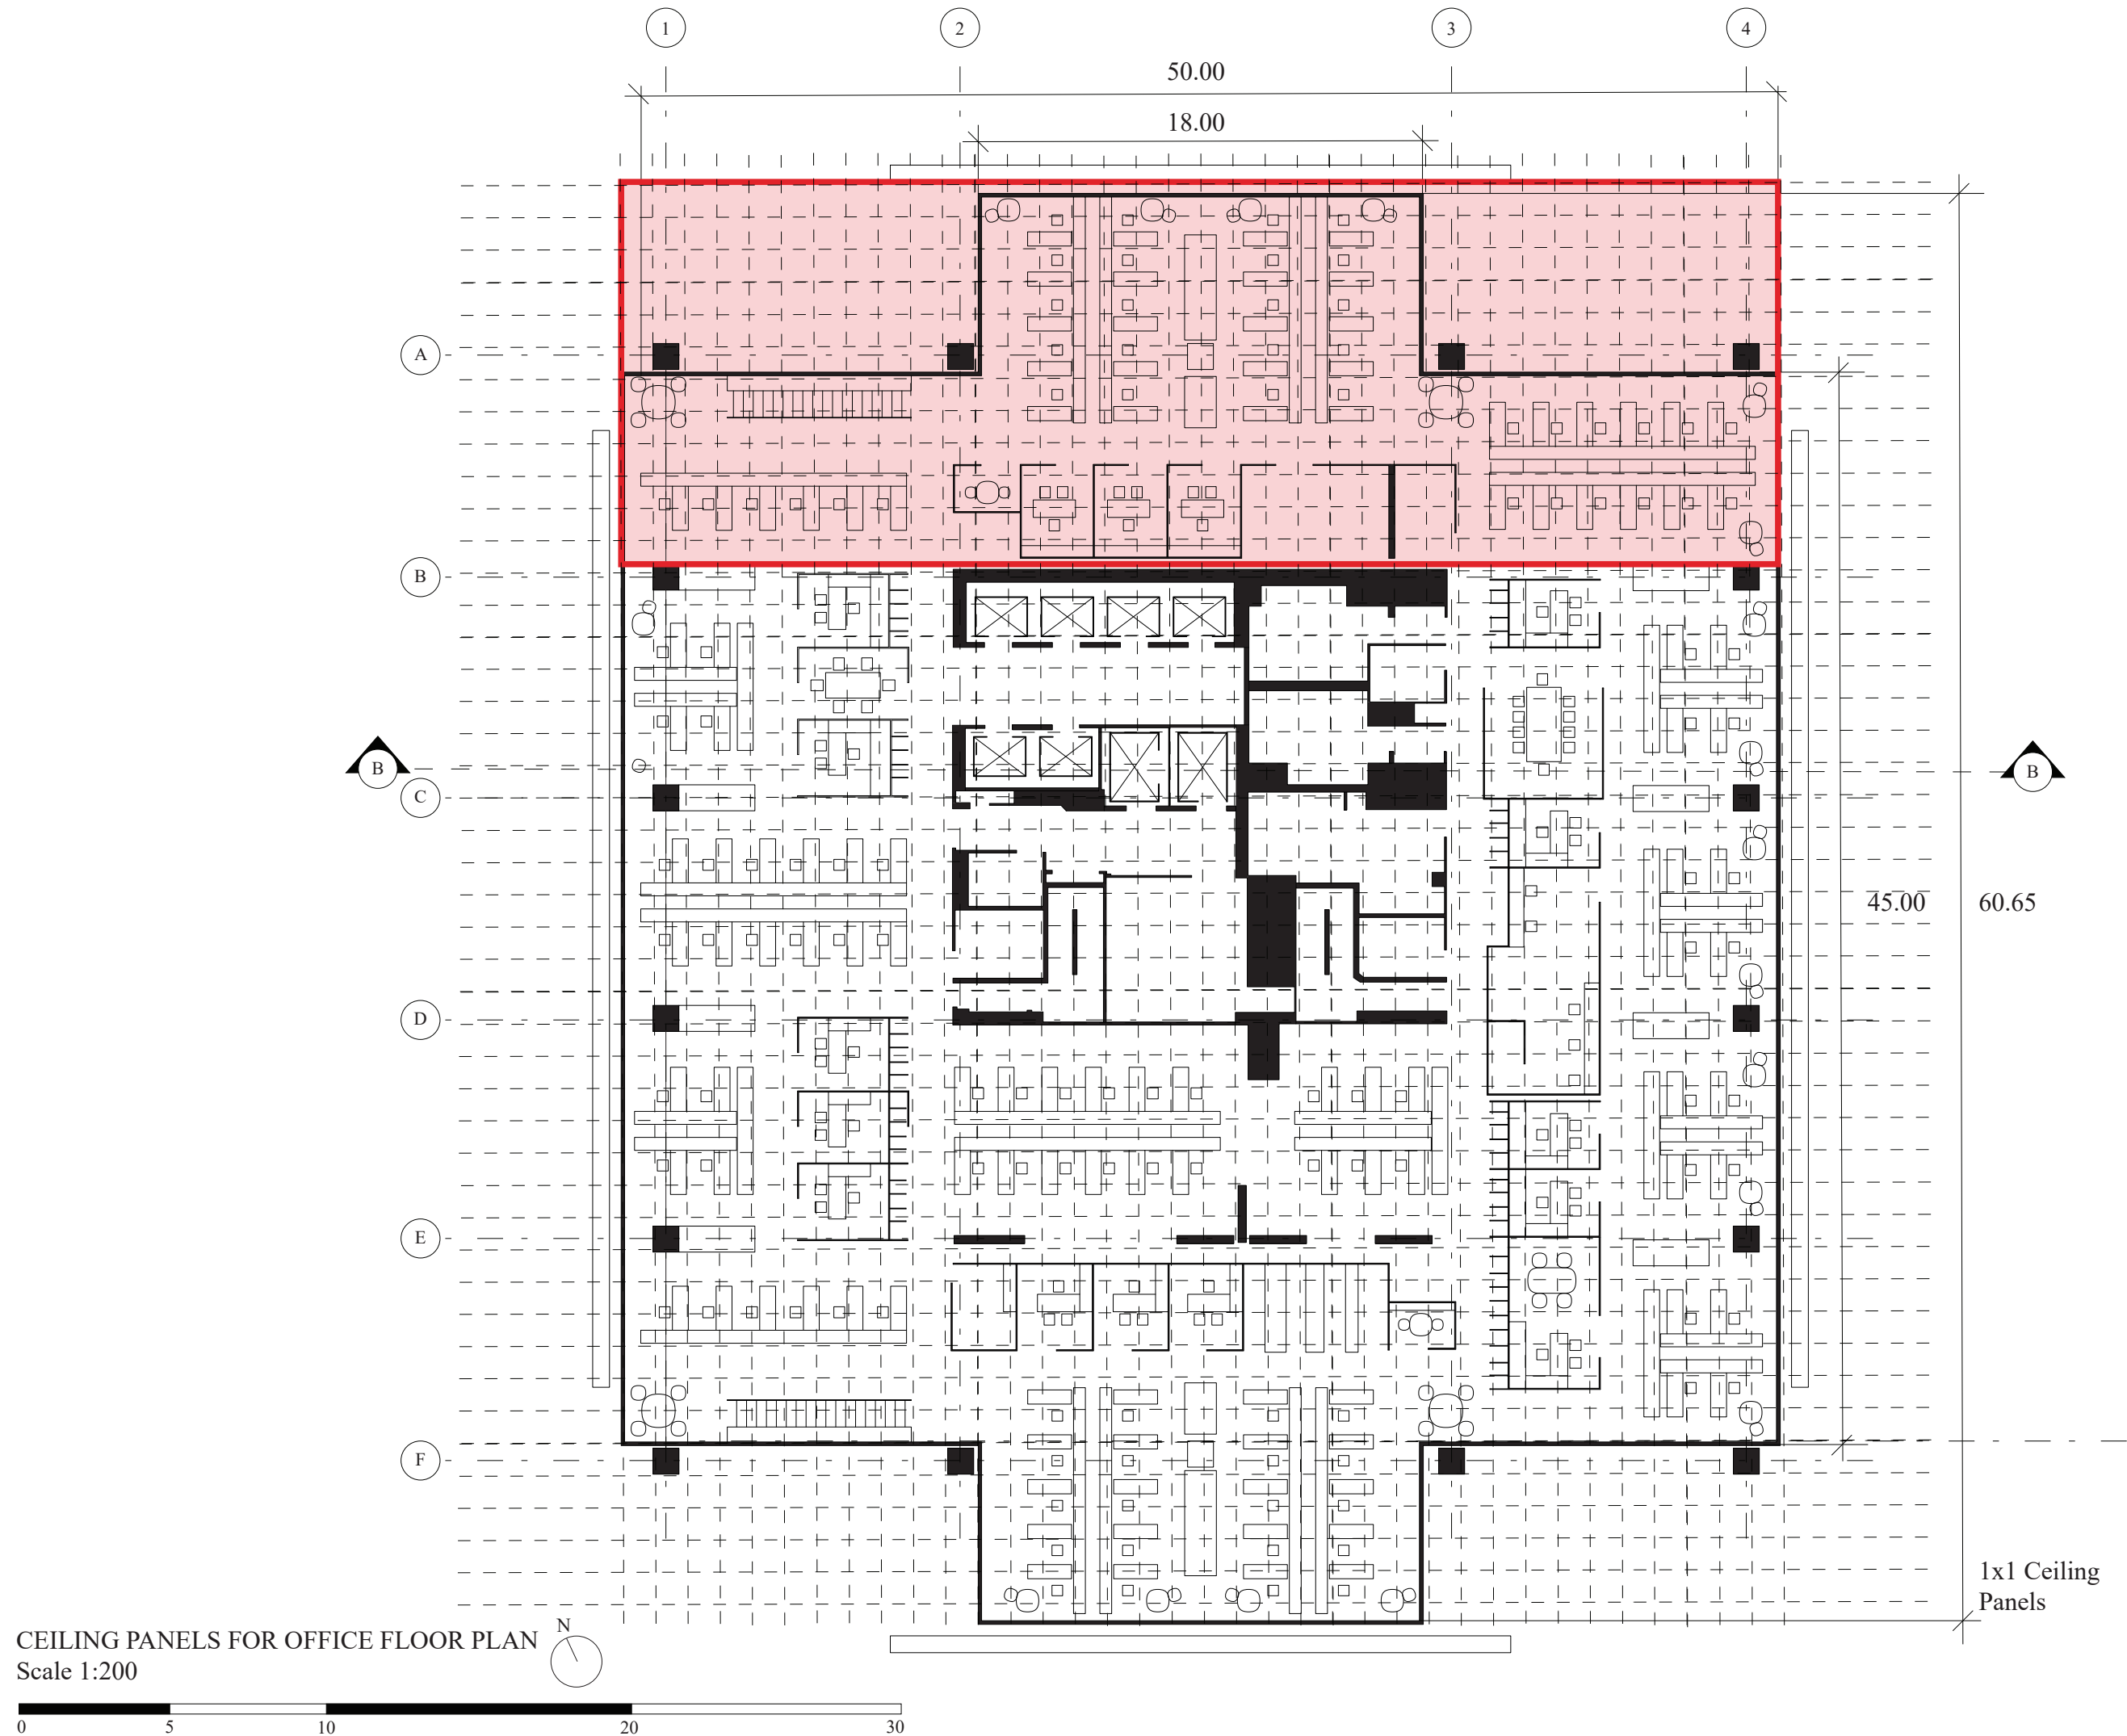 1
2
3
4
50.00
18.00
A
B
B
C
B
45.00
60.65
D
E
F
1x1 Ceiling
Panels
N
CEILING PANELS FOR OFFICE FLOOR PLAN
Scale 1:200
0
5
10
20
30